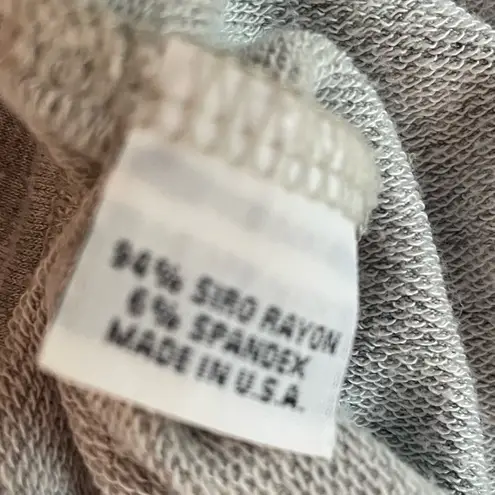 94% SIRO RAYON
6% SPANDEX
MADE IN U.S.A.